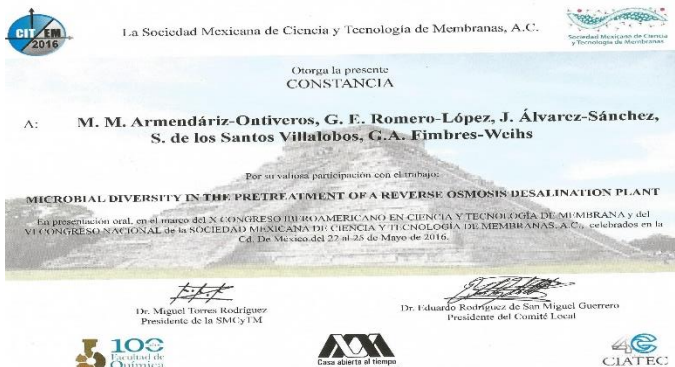 CIT EM
2016
La Sociedad Mexicana de Ciencia y Tecnología de Membranas, A.C.
Sociedad Mexicana de Ciencia
y Tecnología de Membranas
Otorga la presente
CONSTANCIA
A: M. M. Armendáriz-Ontiveros, G. E. Romero-López, J. Álvarez-Sánchez,
S. de los Santos Villalobos, G.A. Fimbres-Weihs
Por su valiosa participación con el trabajo:
MICROBIAL DIVERSITY IN THE PRETREATMENT OF A REVERSE OSMOSIS DESALINATION PLANT
En presentación oral, en el marco del X CONGRESO IBEROAMERICANO EN CIENCIA Y TECNOLOGÍA DE MEMBRANA y del
VI CONGRESO NACIONAL de la SOCIEDAD MEXICANA DE CIENCIA Y TECNOLOGÍA DE MEMBRANAS, A.C., celebrados en la
Cd. De México del 22 al 25 de Mayo de 2016.
Dr. Miguel Torres Rodríguez
Presidente de la SMCyTM
Dr. Eduardo Rodríguez de San Miguel Guerrero
Presidente del Comité Local
100
Facultad de
Química
Casa abierta al tiempo
CIATEC